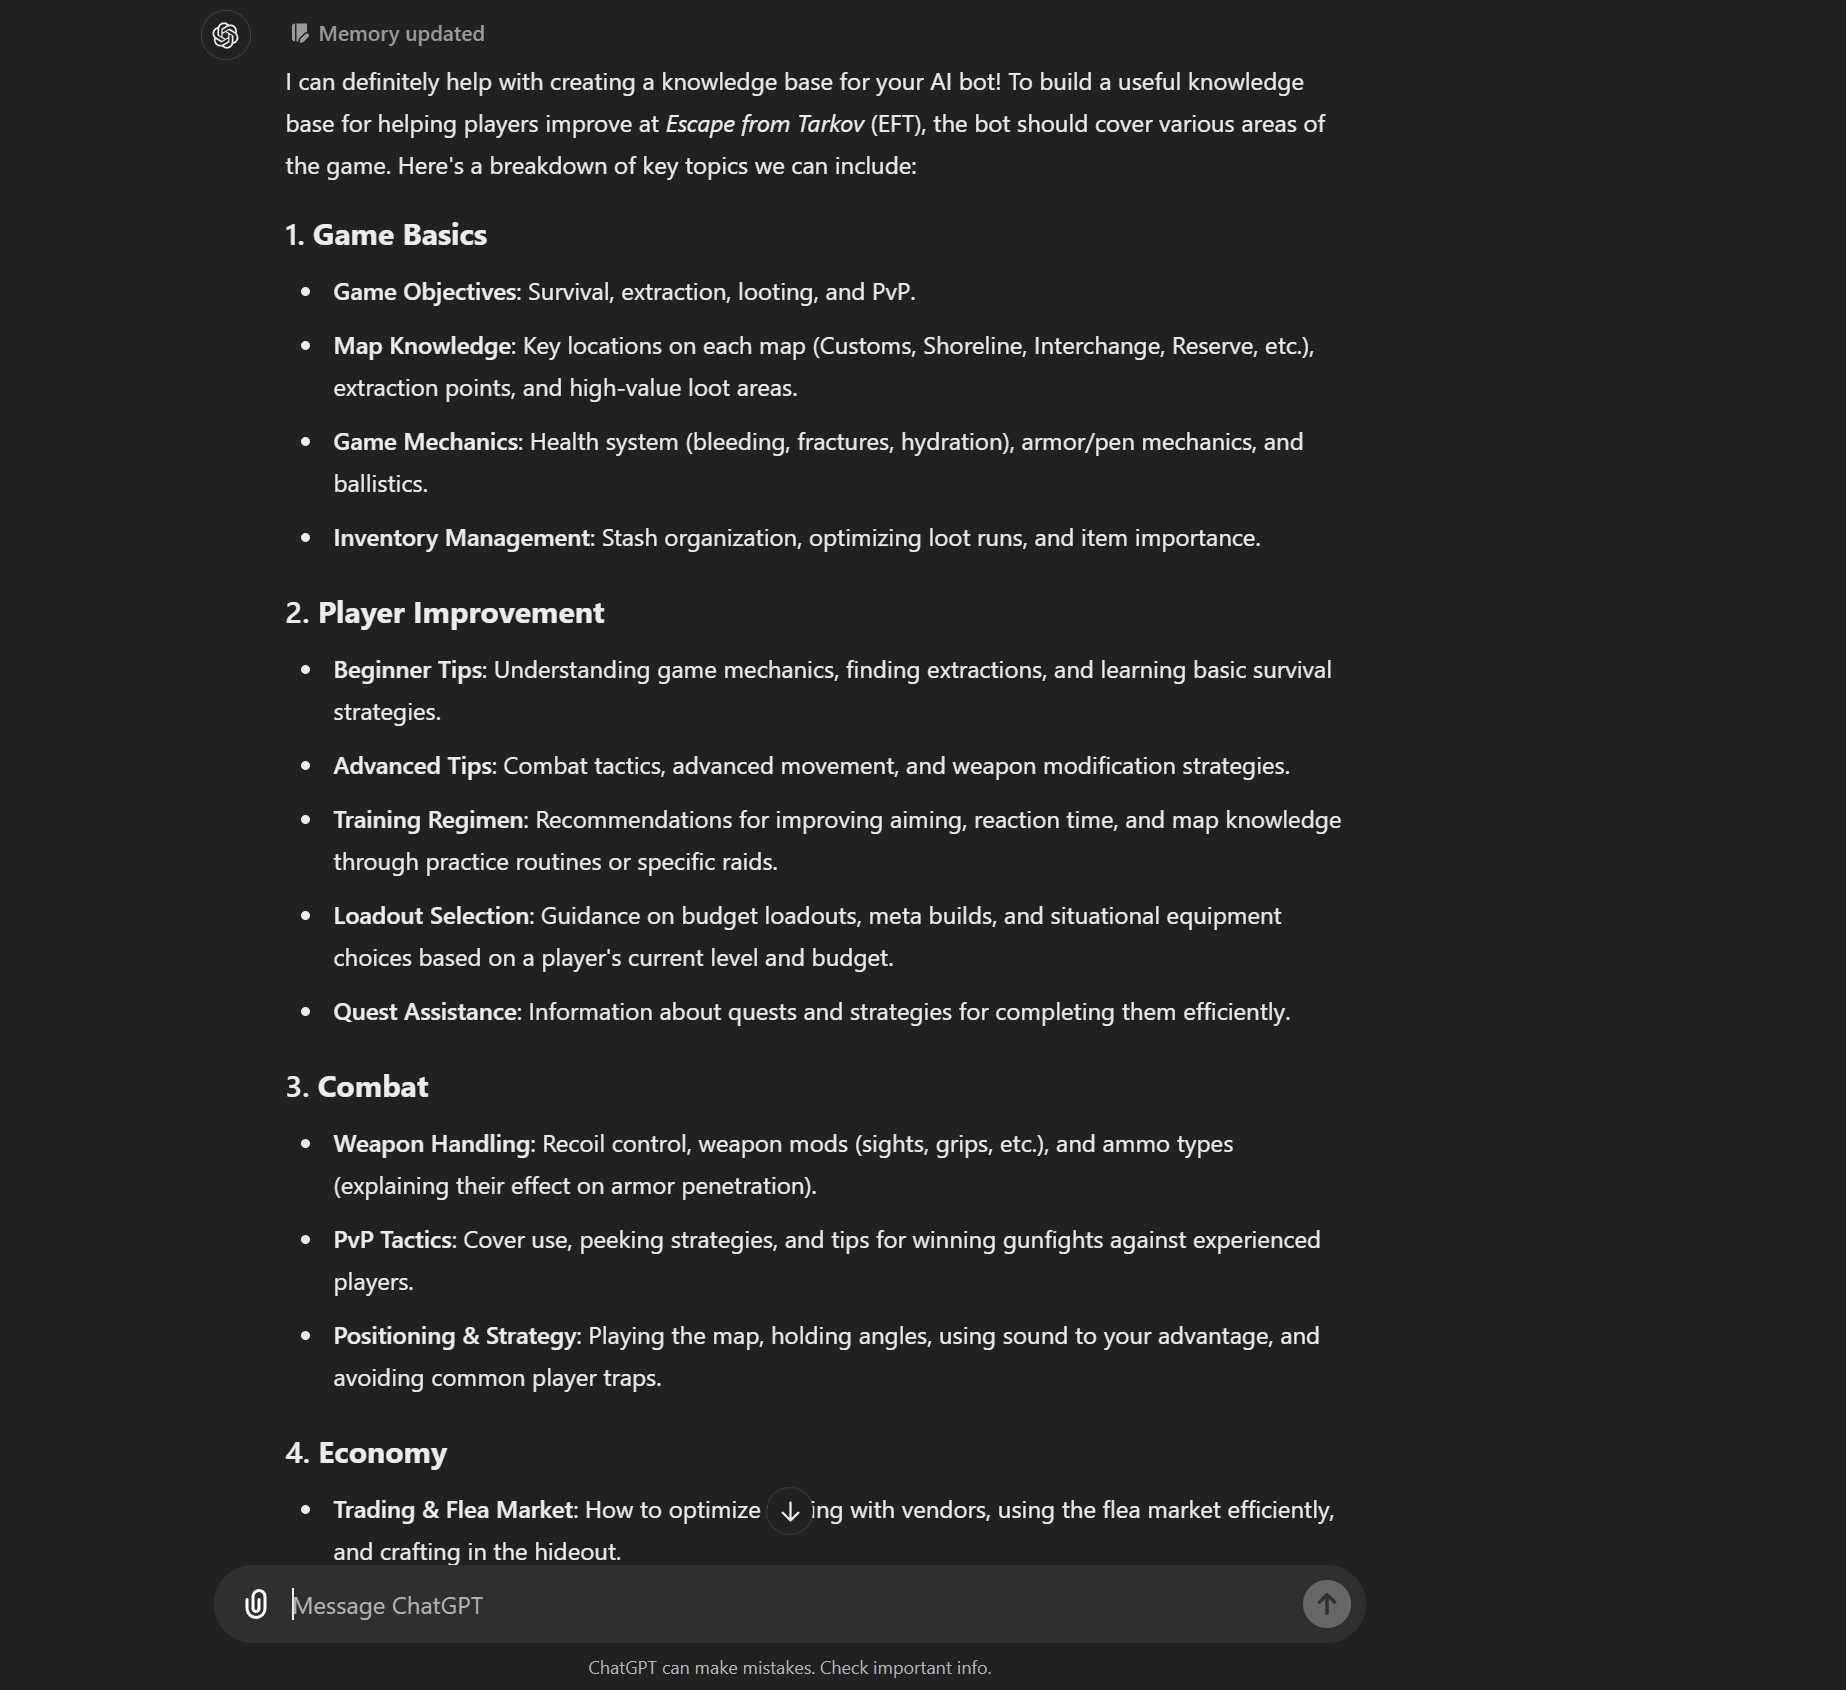 Memory updated
I can definitely help with creating a knowledge base for your AI bot! To build a useful knowledge
base for helping players improve at Escape from Tarkov (EFT), the bot should cover various areas of
the game. Here's a breakdown of key topics we can include:
1. Game Basics
• Game Objectives: Survival, extraction, looting, and PvP.
• Map Knowledge: Key locations on each map (Customs, Shoreline, Interchange, Reserve, etc.),
extraction points, and high-value loot areas.
• Game Mechanics: Health system (bleeding, fractures, hydration), armor/pen mechanics, and
ballistics.
• Inventory Management: Stash organization, optimizing loot runs, and item importance.
2. Player Improvement
• Beginner Tips: Understanding game mechanics, finding extractions, and learning basic survival
strategies.
• Advanced Tips: Combat tactics, advanced movement, and weapon modification strategies.
• Training Regimen: Recommendations for improving aiming, reaction time, and map knowledge
through practice routines or specific raids.
• Loadout Selection: Guidance on budget loadouts, meta builds, and situational equipment
choices based on a player's current level and budget.
• Quest Assistance: Information about quests and strategies for completing them efficiently.
3. Combat
• Weapon Handling: Recoil control, weapon mods (sights, grips, etc.), and ammo types
(explaining their effect on armor penetration).
• PvP Tactics: Cover use, peeking strategies, and tips for winning gunfights against experienced
players.
• Positioning & Strategy: Playing the map, holding angles, using sound to your advantage, and
avoiding common player traps.
4. Economy
• Trading & Flea Market: How to optimize ing with vendors, using the flea market efficiently,
and crafting in the hideout.
Message ChatGPT
ChatGPT can make mistakes. Check important info.